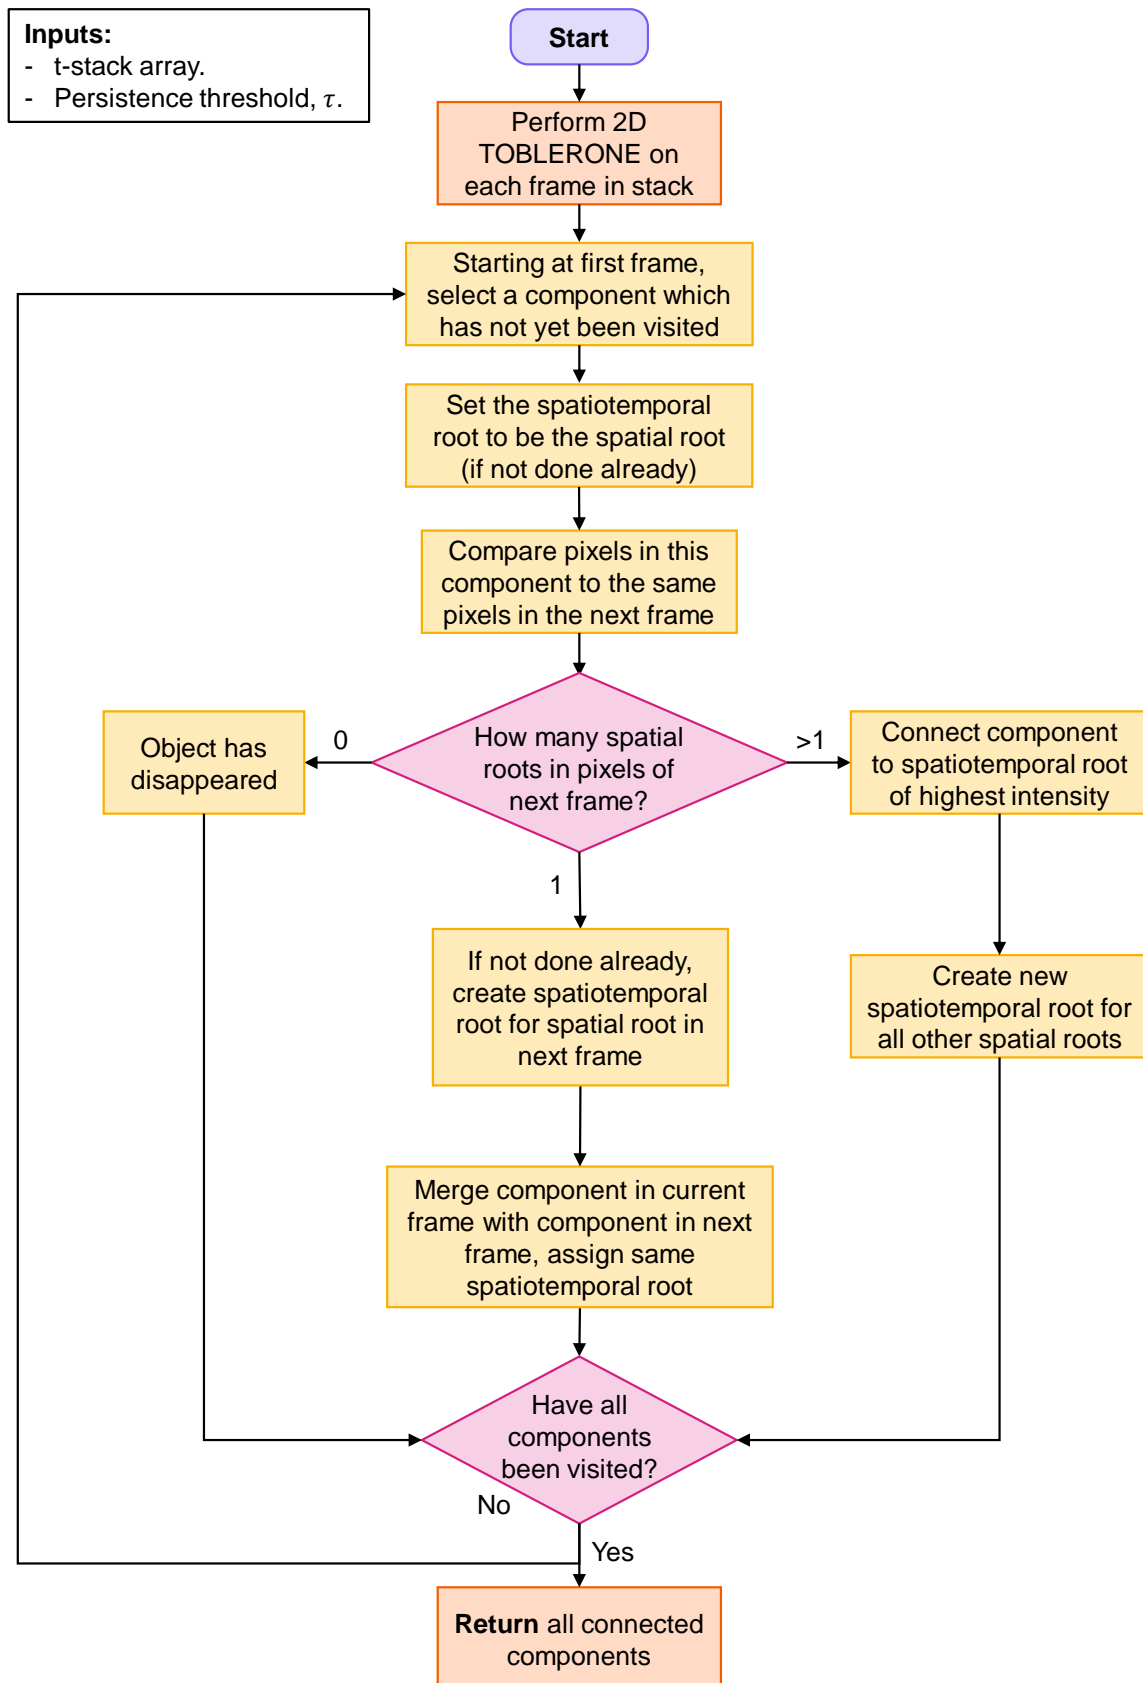 Inputs:
- t-stack array.
- Persistence threshold, τ.
Start
Perform 2D
TOBLERONE on
each frame in stack
Starting at first frame,
select a component which
has not yet been visited
Set the spatiotemporal
root to be the spatial root
(if not done already)
Compare pixels in this
component to the same
pixels in the next frame
How many spatial
roots in pixels of
next frame?
0
Object has
disappeared
>1
Connect component
to spatiotemporal root
of highest intensity
Create new
spatiotemporal root for
all other spatial roots
1
If not done already,
create spatiotemporal
root for spatial root in
next frame
Merge component in current
frame with component in next
frame, assign same
spatiotemporal root
Have all
components
been visited?
No
Yes
Return all connected
components